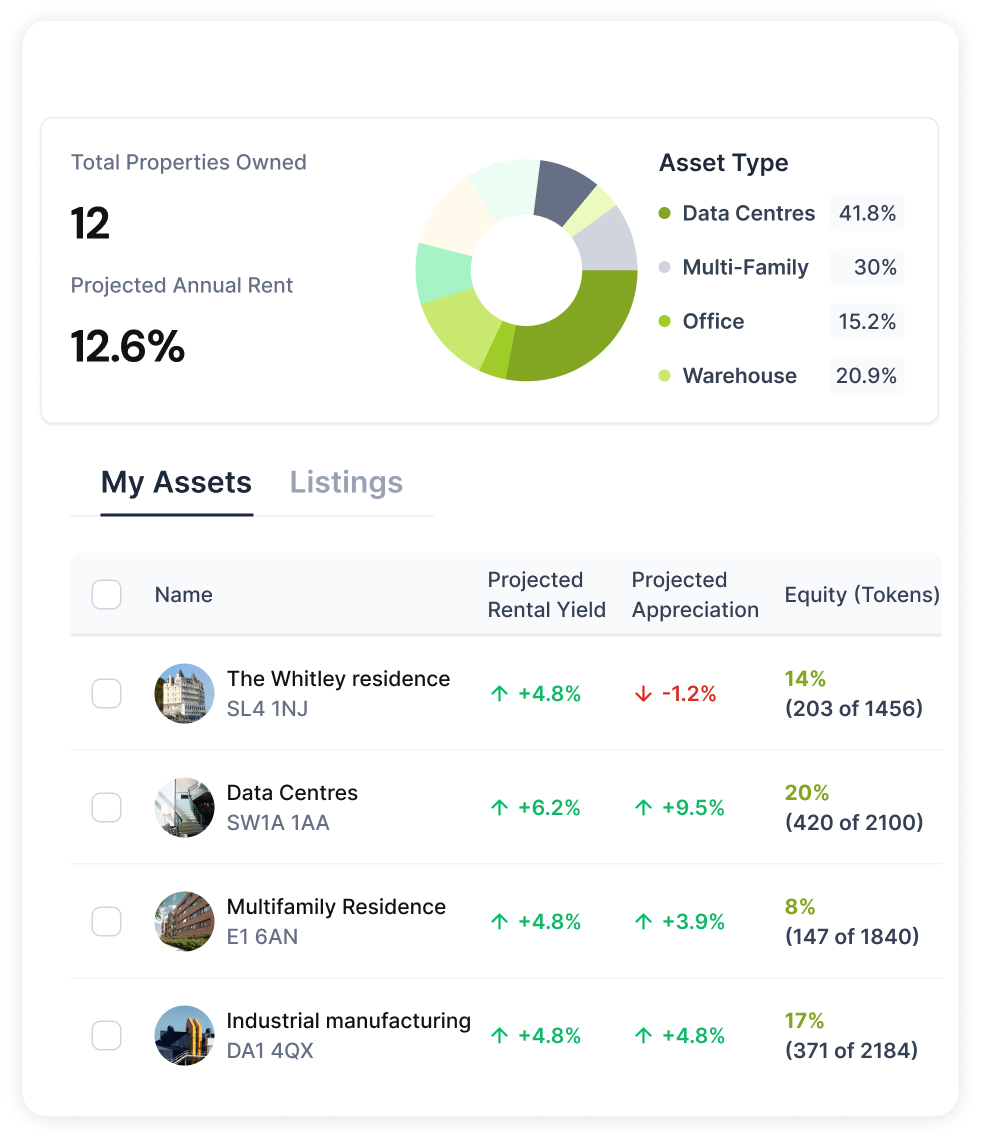 Total Properties Owned
12
Projected Annual Rent
12.6%
Asset Type
Data Centres 41.8%
Multi-Family 30%
Office 15.2%
Warehouse 20.9%
My Assets Listings
Name
Projected
Rental Yield
Projected
Appreciation
Equity (Tokens)
The Whitley residence
SL4 1NJ
↑ +4.8%
↓ -1.2%
14%
(203 of 1456)
Data Centres
SW1A 1AA
↑ +6.2%
↑ +9.5%
20%
(420 of 2100)
Multifamily Residence
E1 6AN
↑ +4.8%
↑ +3.9%
8%
(147 of 1840)
Industrial manufacturing
DA1 4QX
↑ +4.8%
↑ +4.8%
17%
(371 of 2184)